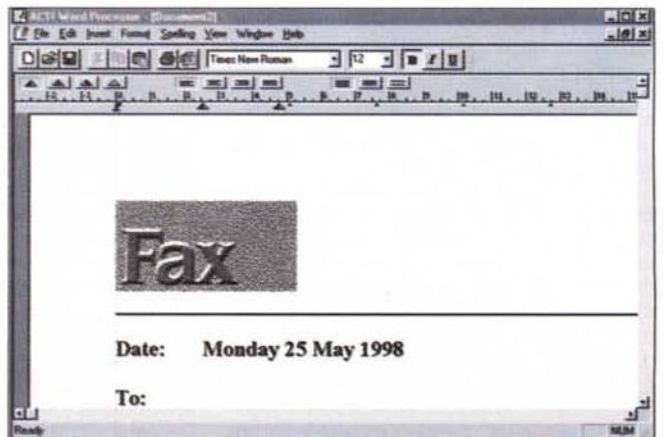 ACT! Word Processor - [Document2]
File Edit Insert Format Spelling View Window Help
Times New Roman 12 B I U
Fax
Date: Monday 25 May 1998
To:
Ready NUM